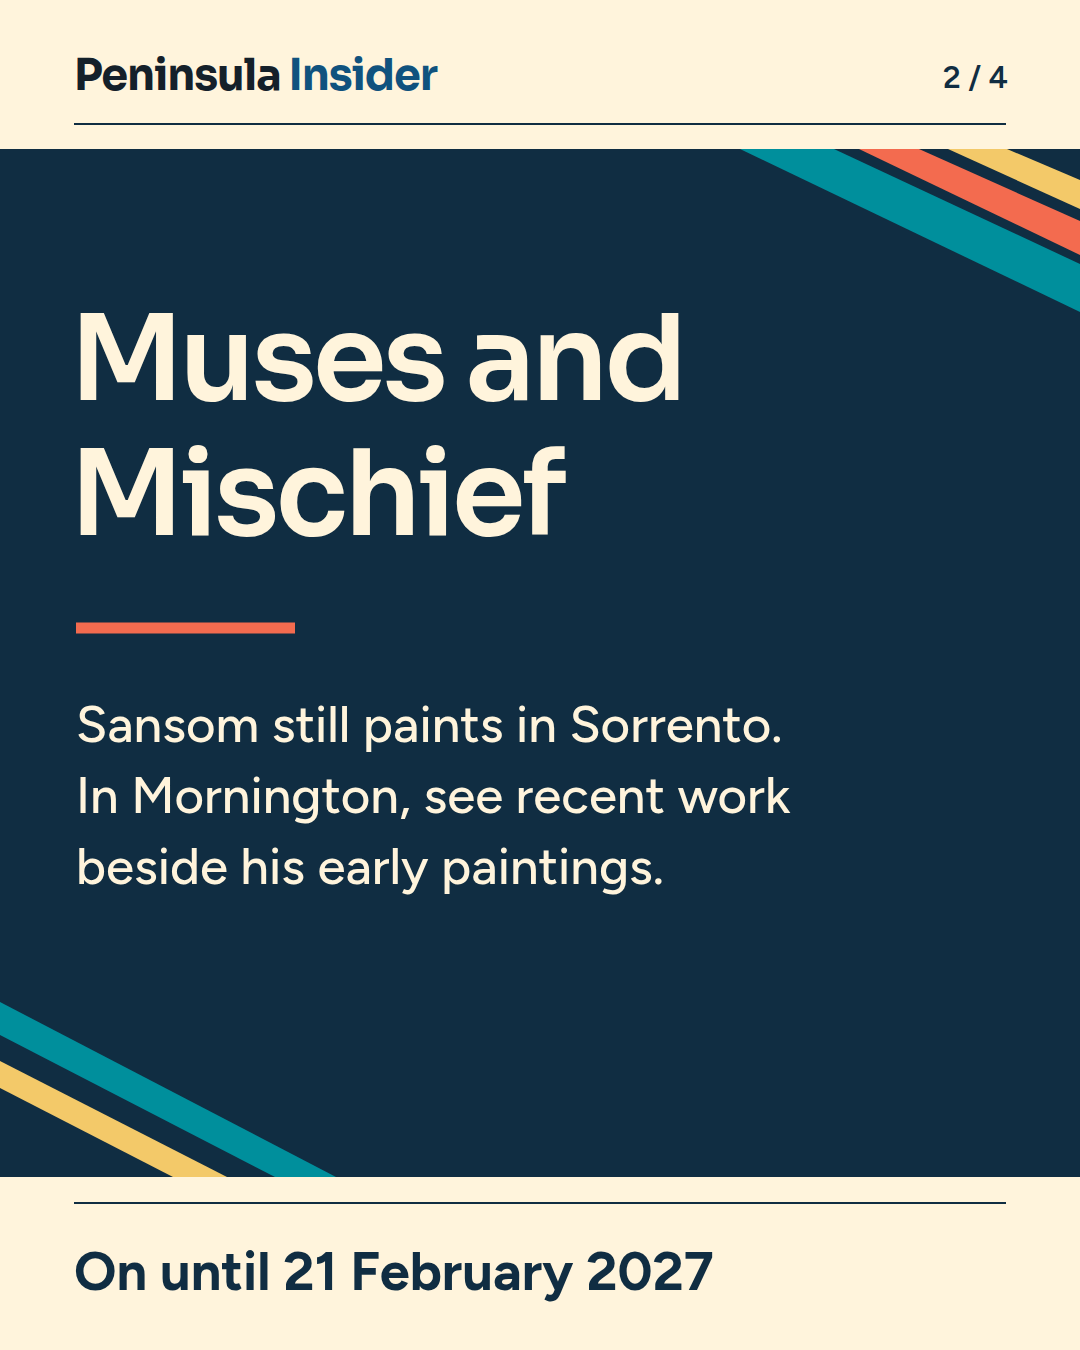 Peninsula Insider
2 / 4
Muses and
Mischief
Sansom still paints in Sorrento.
In Mornington, see recent work
beside his early paintings.
On until 21 February 2027